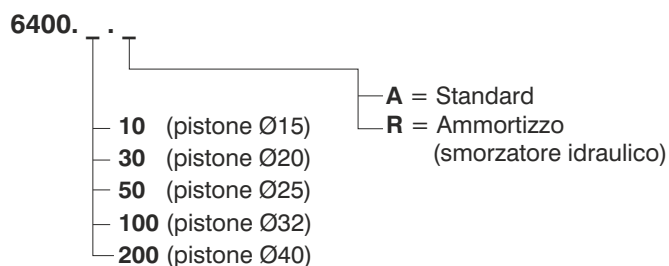 6400._._
A = Standard
R = Ammortizzo
(smorzatore idraulico)
10 (pistone Ø15)
30 (pistone Ø20)
50 (pistone Ø25)
100 (pistone Ø32)
200 (pistone Ø40)